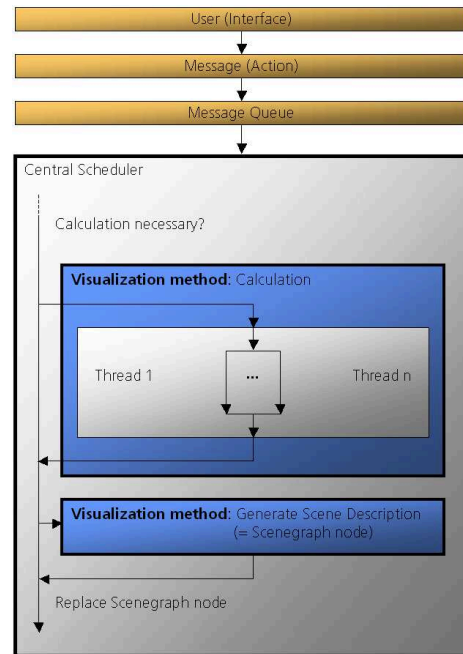 User (Interface)
Message (Action)
Message Queue
Central Scheduler
Calculation necessary?
Visualization method: Calculation
Thread 1
...
Thread n
Visualization method: Generate Scene Description
(= Scenegraph node)
Replace Scenegraph node